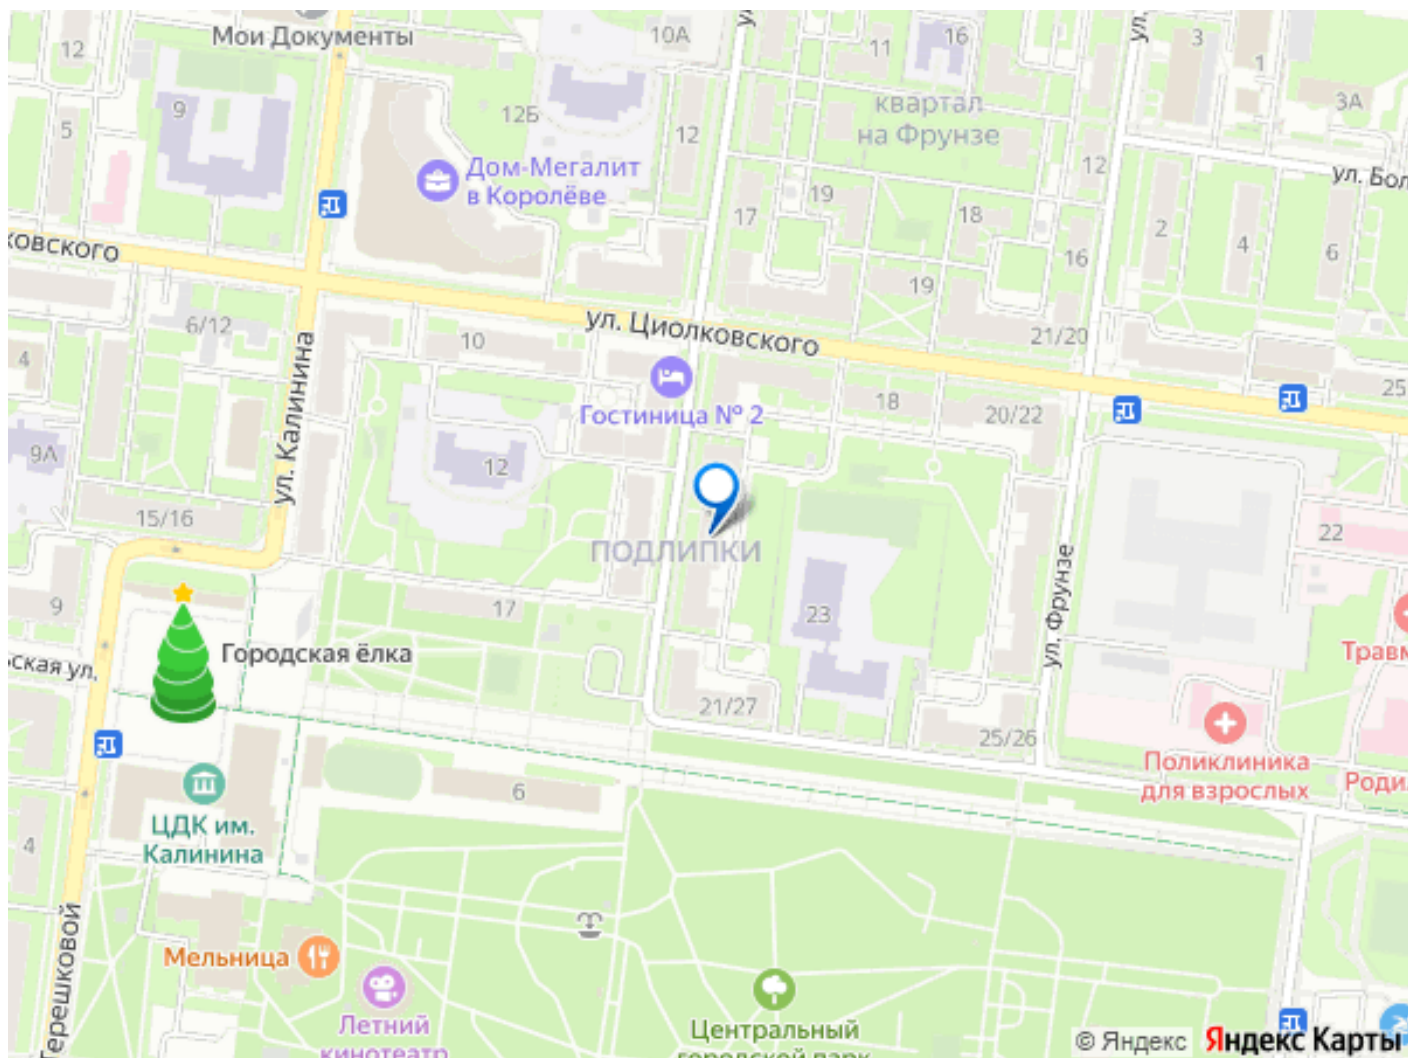 Мои Документы
12
10А
11
16
3
1
3А
9
5
12Б
12
квартал
на Фрунзе
12
ул. Бол
Дом-Мегалит
в Королёве
17
19
18
16
2
4
6
ковского
19
6/12
10
ул. Циолковского
21/20
4
ул. Калинина
Гостиница № 2
18
20/22
25
9А
12
15/16
ПОДЛИПКИ
22
9
17
23
ул. Фрунзе
Городская ёлка
ская ул.
Травм
21/27
25/26
Поликлиника
для взрослых
Роди
6
ЦДК им.
Калинина
4
Терешковой
Мельница
Летний
кинотеатр
Центральный
городской парк
© Яндекс
Яндекс Карты